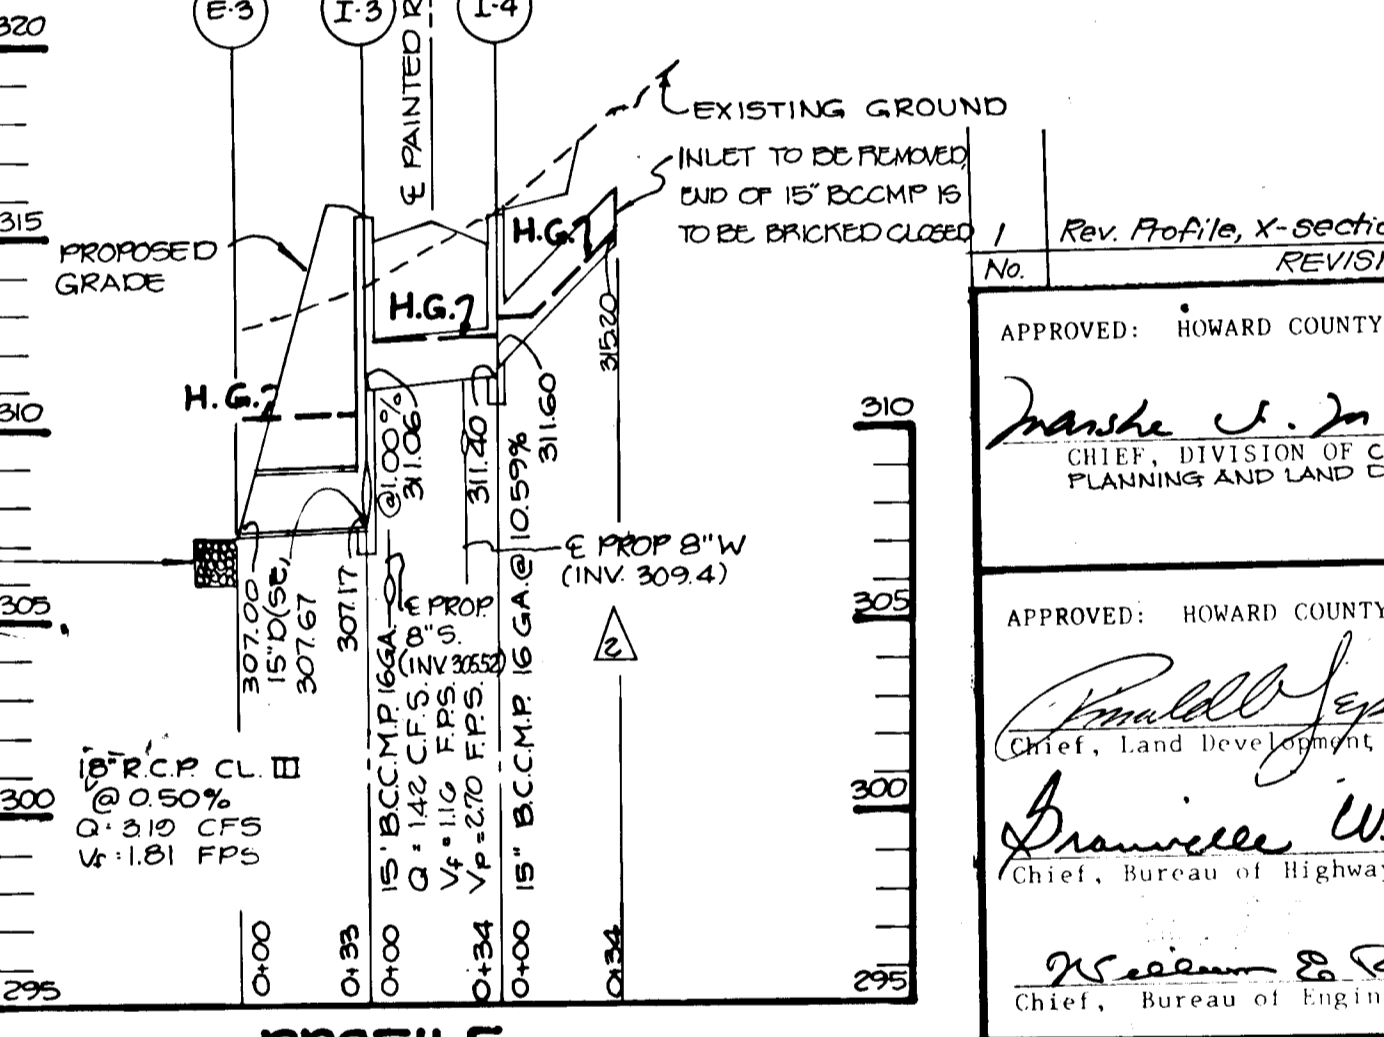 E-3
I-3
I-4
℄ PAINTED R
320
315
310
305
300
295
EXISTING GROUND
INLET TO BE REMOVED,
END OF 15" BCCMP IS
TO BE BRICKED CLOSED
PROPOSED
GRADE
H.G.
H.G.
H.G.
315.20
311.60
311.40
@1.00%
311.06
℄ PROP 8"W
(INV. 309.4)
2
℄ PROP.
8"S.
(INV 305.52)
307.00
307.67
307.17
18" R.C.P. CL. III
@ 0.50%
Q = 3.19 CFS
Vf = 1.81 FPS
15" B.C.C.M.P. 16GA.
Q = 1.42 C.F.S.
Vf = 1.16 F.P.S.
Vp = 2.70 F.P.S.
15" B.C.C.M.P. 16 GA. @ 10.59%
0+00
0+33
0+00
0+34
0+00
0+34
310
305
300
295
PROFILE
1 Rev. Profile, X-sectio
No. REVISI
APPROVED: HOWARD COUNTY
CHIEF, DIVISION OF C
PLANNING AND LAND D
APPROVED: HOWARD COUNTY
Chief, Land Development
Chief, Bureau of Highway
William E
Chief, Bureau of Engin